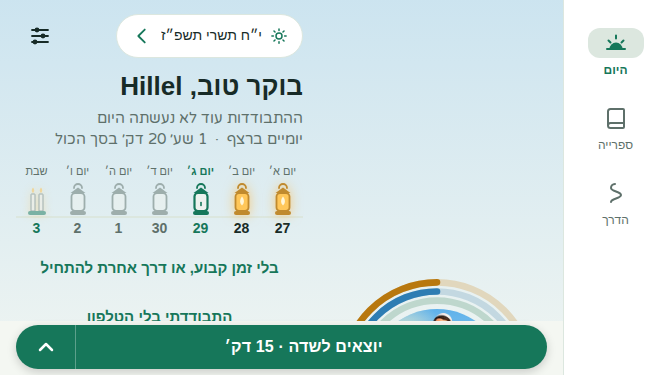 י״ח תשרי תשפ״ז
בוקר טוב, Hillel
ההתבודדות עוד לא נעשתה היום
יומיים ברצף · 1 שע׳ 20 דק׳ בסך הכול
יום א׳ יום ב׳ יום ג׳ יום ד׳ יום ה׳ יום ו׳ שבת
27 28 29 30 1 2 3
בלי זמן קבוע, או דרך אחרת להתחיל
התבודדתי בלי הטלפון
יוצאים לשדה · 15 דק׳
היום
ספרייה
הדרך